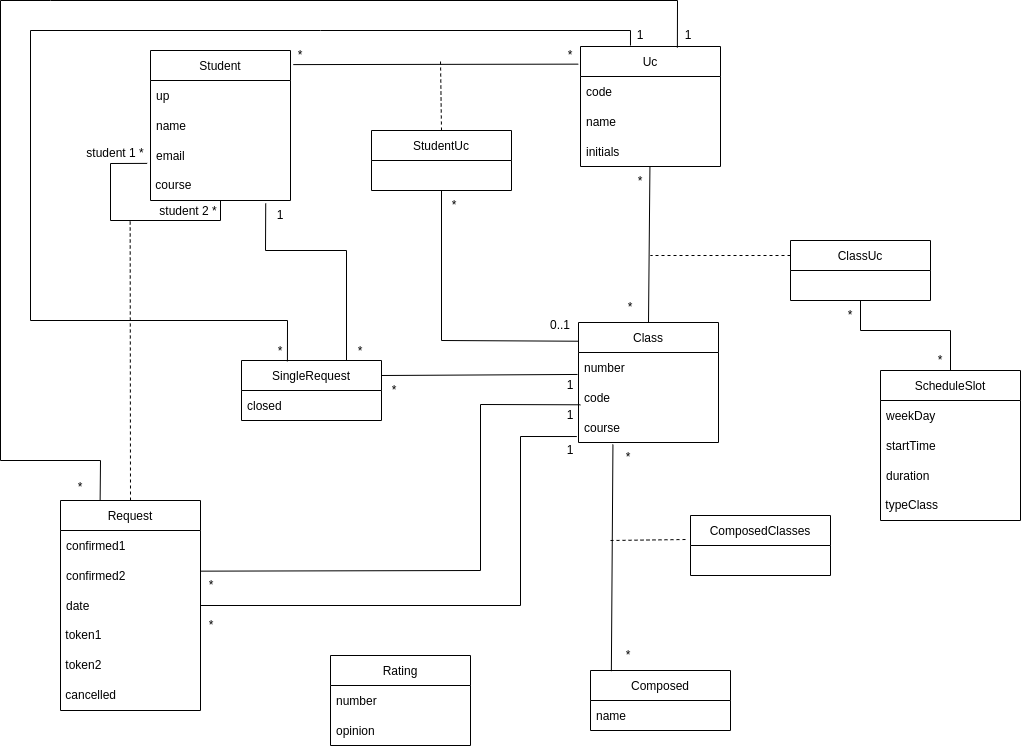 1
1
*
*
Student
up
name
email
course
Uc
code
name
initials
StudentUc
student 1 *
student 2 *
1
*
*
*
ClassUc
*
*
0..1
*
*
SingleRequest
closed
*
Class
number
code
course
1
1
1
*
ScheduleSlot
weekDay
startTime
duration
typeClass
*
Request
confirmed1
confirmed2
date
token1
token2
cancelled
*
*
ComposedClasses
*
Composed
name
Rating
number
opinion